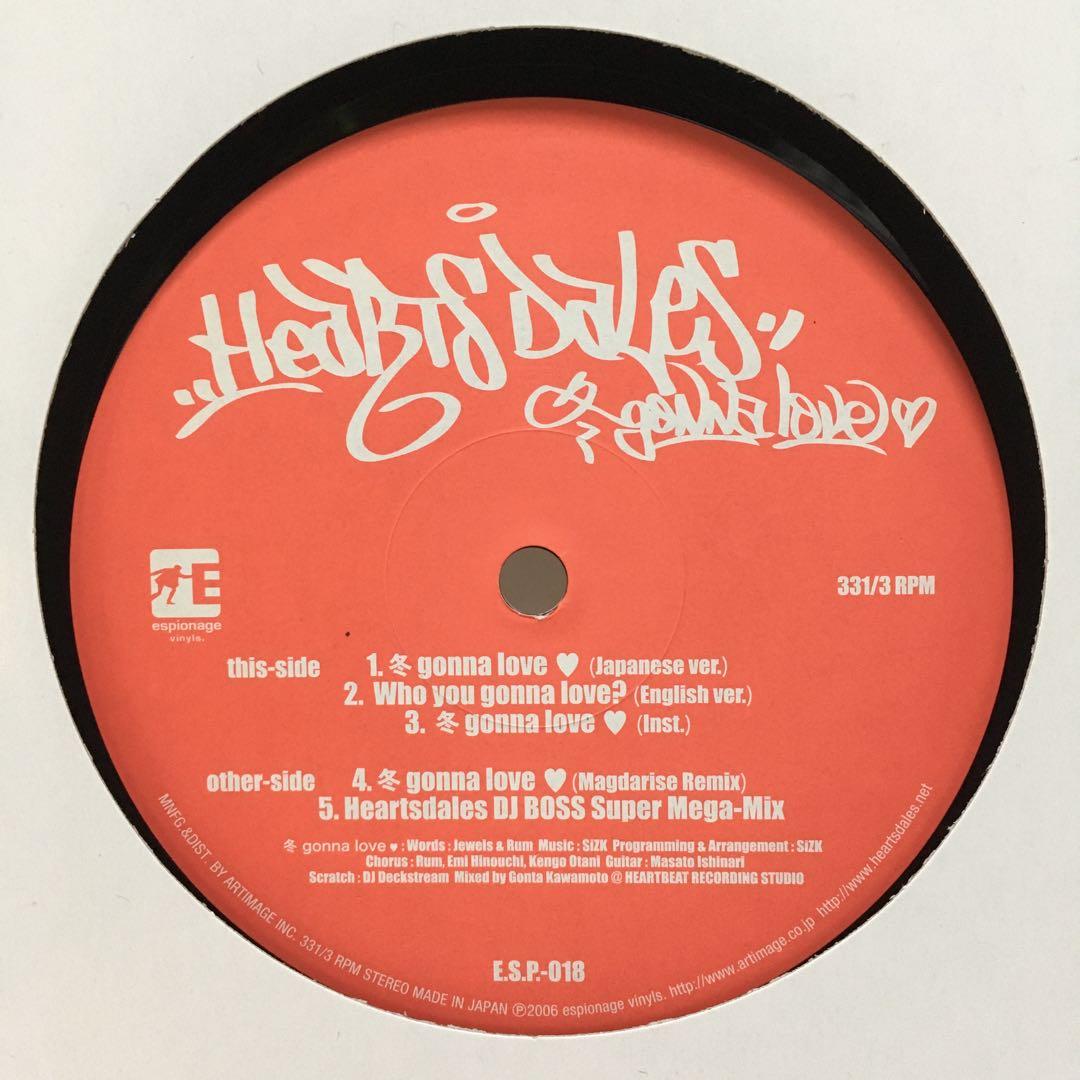 Heartsdales
冬 gonna love ♡
E
espionage
vinyls.
331/3 RPM
this-side 1. 冬 gonna love ♥ (Japanese ver.)
2. Who you gonna love? (English ver.)
3. 冬 gonna love ♥ (Inst.)
other-side 4. 冬 gonna love ♥ (Magdarise Remix)
5. Heartsdales DJ BOSS Super Mega-Mix
冬 gonna love ♥ : Words : Jewels & Rum Music : SiZK Programming & Arrangement : SiZK
Chorus : Rum, Emi Hinouchi, Kengo Otani Guitar : Masato Ishinari
Scratch : DJ Deckstream Mixed by Gonta Kawamoto @ HEARTBEAT RECORDING STUDIO
E.S.P.-018
MNFG.&DIST. BY ARTIMAGE INC. 331/3 RPM STEREO MADE IN JAPAN ℗2006 espionage vinyls. http://www.artimage.co.jp http://www.heartsdales.net